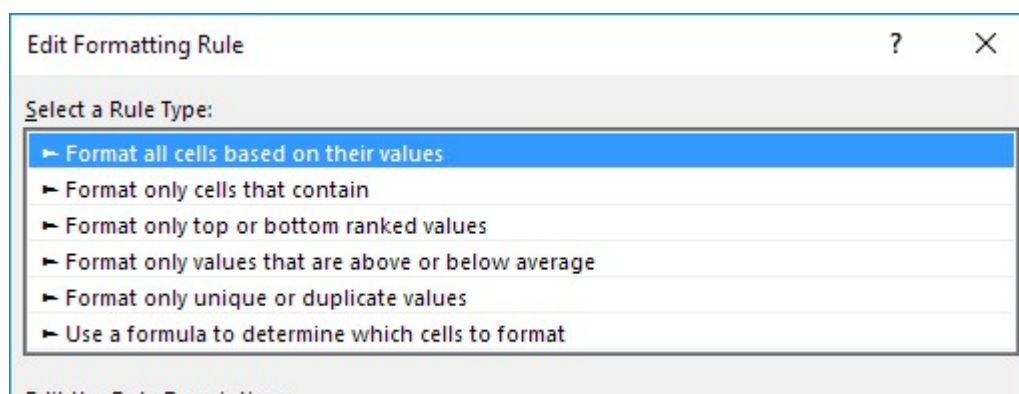 Edit Formatting Rule ? ×
Select a Rule Type:
► Format all cells based on their values
► Format only cells that contain
► Format only top or bottom ranked values
► Format only values that are above or below average
► Format only unique or duplicate values
► Use a formula to determine which cells to format